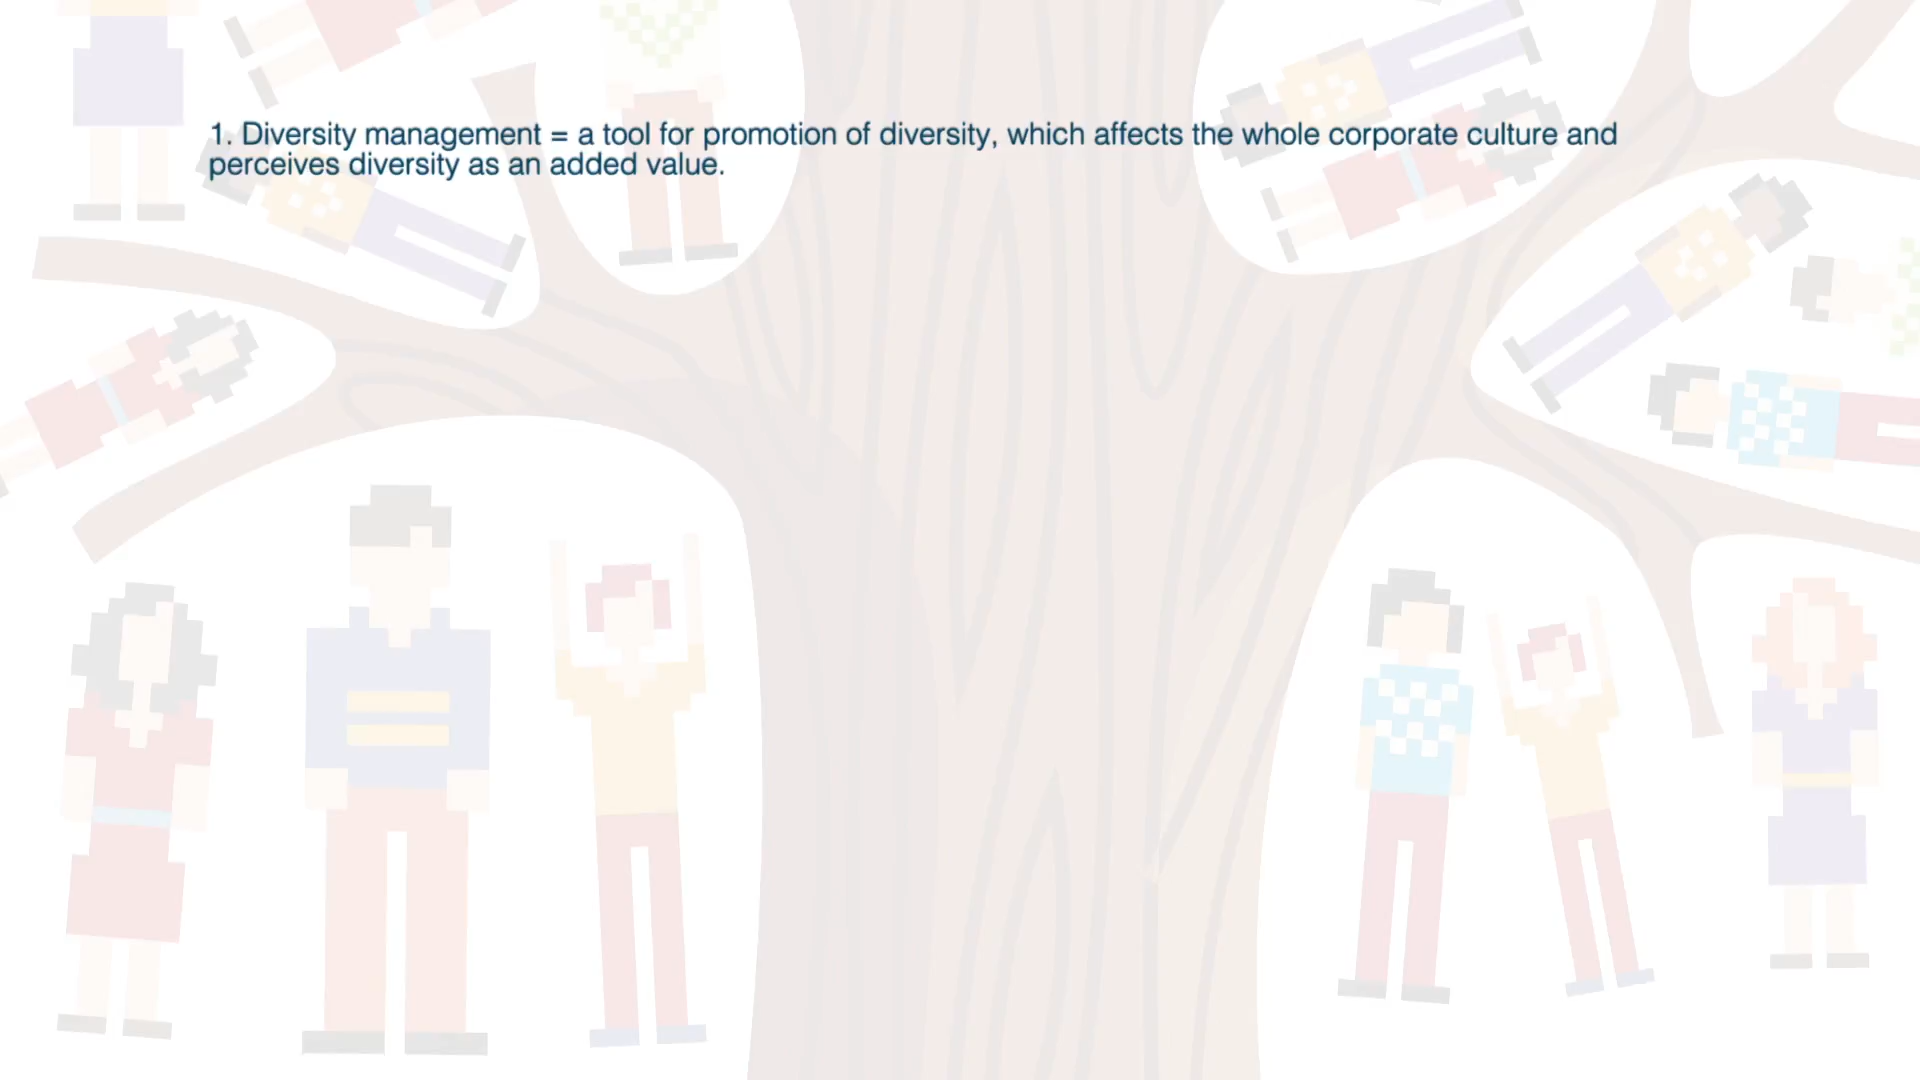 1. Diversity management = a tool for promotion of diversity, which affects the whole corporate culture and
perceives diversity as an added value.